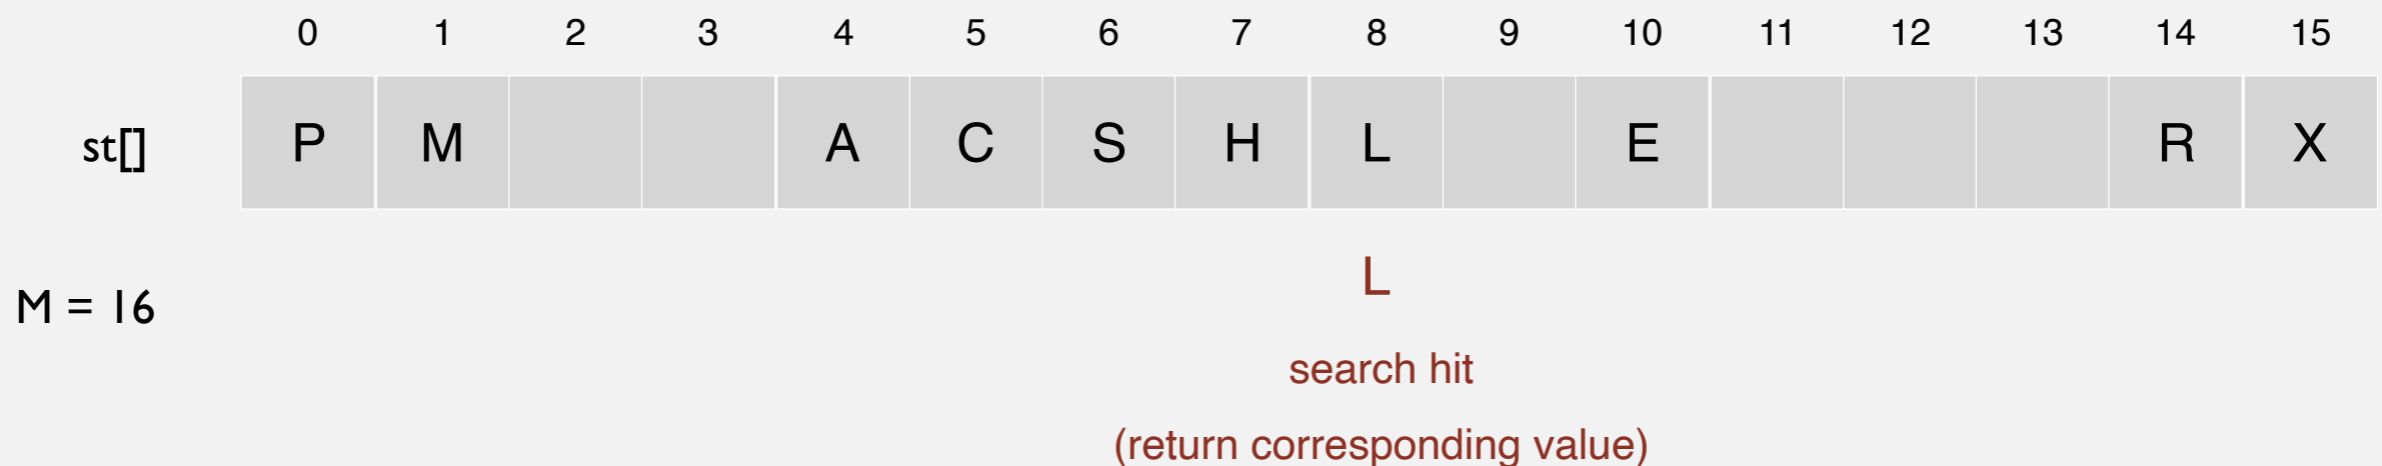 0 1 2 3 4 5 6 7 8 9 10 11 12 13 14 15
st[] P M A C S H L E R X
L
M = 16
search hit
(return corresponding value)